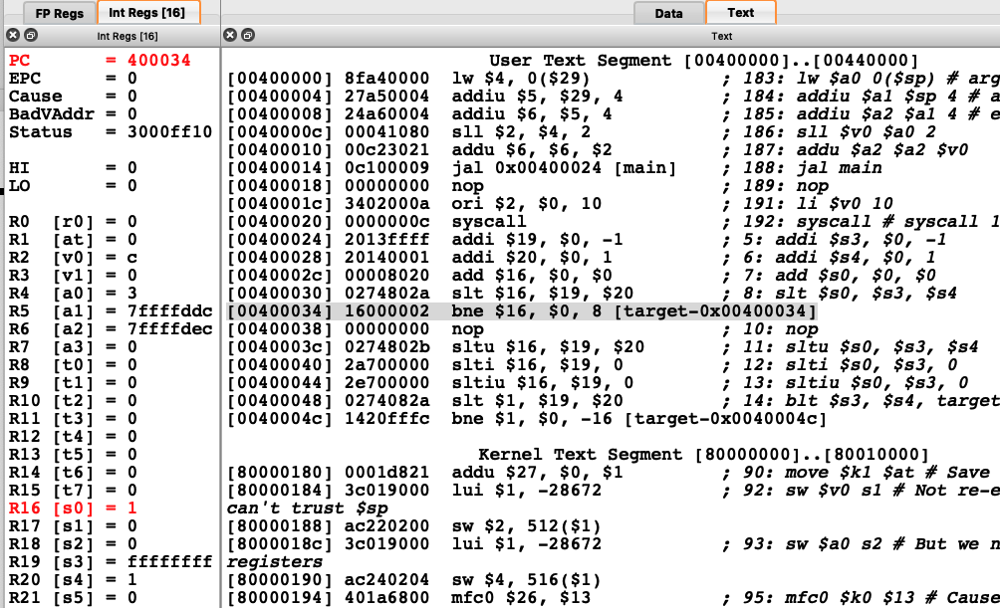 FP Regs Int Regs [16] Data Text
Int Regs [16] Text
PC = 400034
EPC = 0
Cause = 0
BadVAddr = 0
Status = 3000ff10
HI = 0
LO = 0
R0 [r0] = 0
R1 [at] = 0
R2 [v0] = c
R3 [v1] = 0
R4 [a0] = 3
R5 [a1] = 7ffffddc
R6 [a2] = 7ffffdec
R7 [a3] = 0
R8 [t0] = 0
R9 [t1] = 0
R10 [t2] = 0
R11 [t3] = 0
R12 [t4] = 0
R13 [t5] = 0
R14 [t6] = 0
R15 [t7] = 0
R16 [s0] = 1
R17 [s1] = 0
R18 [s2] = 0
R19 [s3] = ffffffff
R20 [s4] = 1
R21 [s5] = 0
User Text Segment [00400000]..[00440000]
[00400000] 8fa40000 lw $4, 0($29) ; 183: lw $a0 0($sp) # arg
[00400004] 27a50004 addiu $5, $29, 4 ; 184: addiu $a1 $sp 4 # a
[00400008] 24a60004 addiu $6, $5, 4 ; 185: addiu $a2 $a1 4 # e
[0040000c] 00041080 sll $2, $4, 2 ; 186: sll $v0 $a0 2
[00400010] 00c23021 addu $6, $6, $2 ; 187: addu $a2 $a2 $v0
[00400014] 0c100009 jal 0x00400024 [main] ; 188: jal main
[00400018] 00000000 nop ; 189: nop
[0040001c] 3402000a ori $2, $0, 10 ; 191: li $v0 10
[00400020] 0000000c syscall ; 192: syscall # syscall 1
[00400024] 2013ffff addi $19, $0, -1 ; 5: addi $s3, $0, -1
[00400028] 20140001 addi $20, $0, 1 ; 6: addi $s4, $0, 1
[0040002c] 00008020 add $16, $0, $0 ; 7: add $s0, $0, $0
[00400030] 0274802a slt $16, $19, $20 ; 8: slt $s0, $s3, $s4
[00400034] 16000002 bne $16, $0, 8 [target-0x00400034]
[00400038] 00000000 nop ; 10: nop
[0040003c] 0274802b sltu $16, $19, $20 ; 11: sltu $s0, $s3, $s4
[00400040] 2a700000 slti $16, $19, 0 ; 12: slti $s0, $s3, 0
[00400044] 2e700000 sltiu $16, $19, 0 ; 13: sltiu $s0, $s3, 0
[00400048] 0274082a slt $1, $19, $20 ; 14: blt $s3, $s4, target
[0040004c] 1420fffc bne $1, $0, -16 [target-0x0040004c]
Kernel Text Segment [80000000]..[80010000]
[80000180] 0001d821 addu $27, $0, $1 ; 90: move $k1 $at # Save
[80000184] 3c019000 lui $1, -28672 ; 92: sw $v0 s1 # Not re-e
can't trust $sp
[80000188] ac220200 sw $2, 512($1)
[8000018c] 3c019000 lui $1, -28672 ; 93: sw $a0 s2 # But we n
registers
[80000190] ac240204 sw $4, 516($1)
[80000194] 401a6800 mfc0 $26, $13 ; 95: mfc0 $k0 $13 # Cause